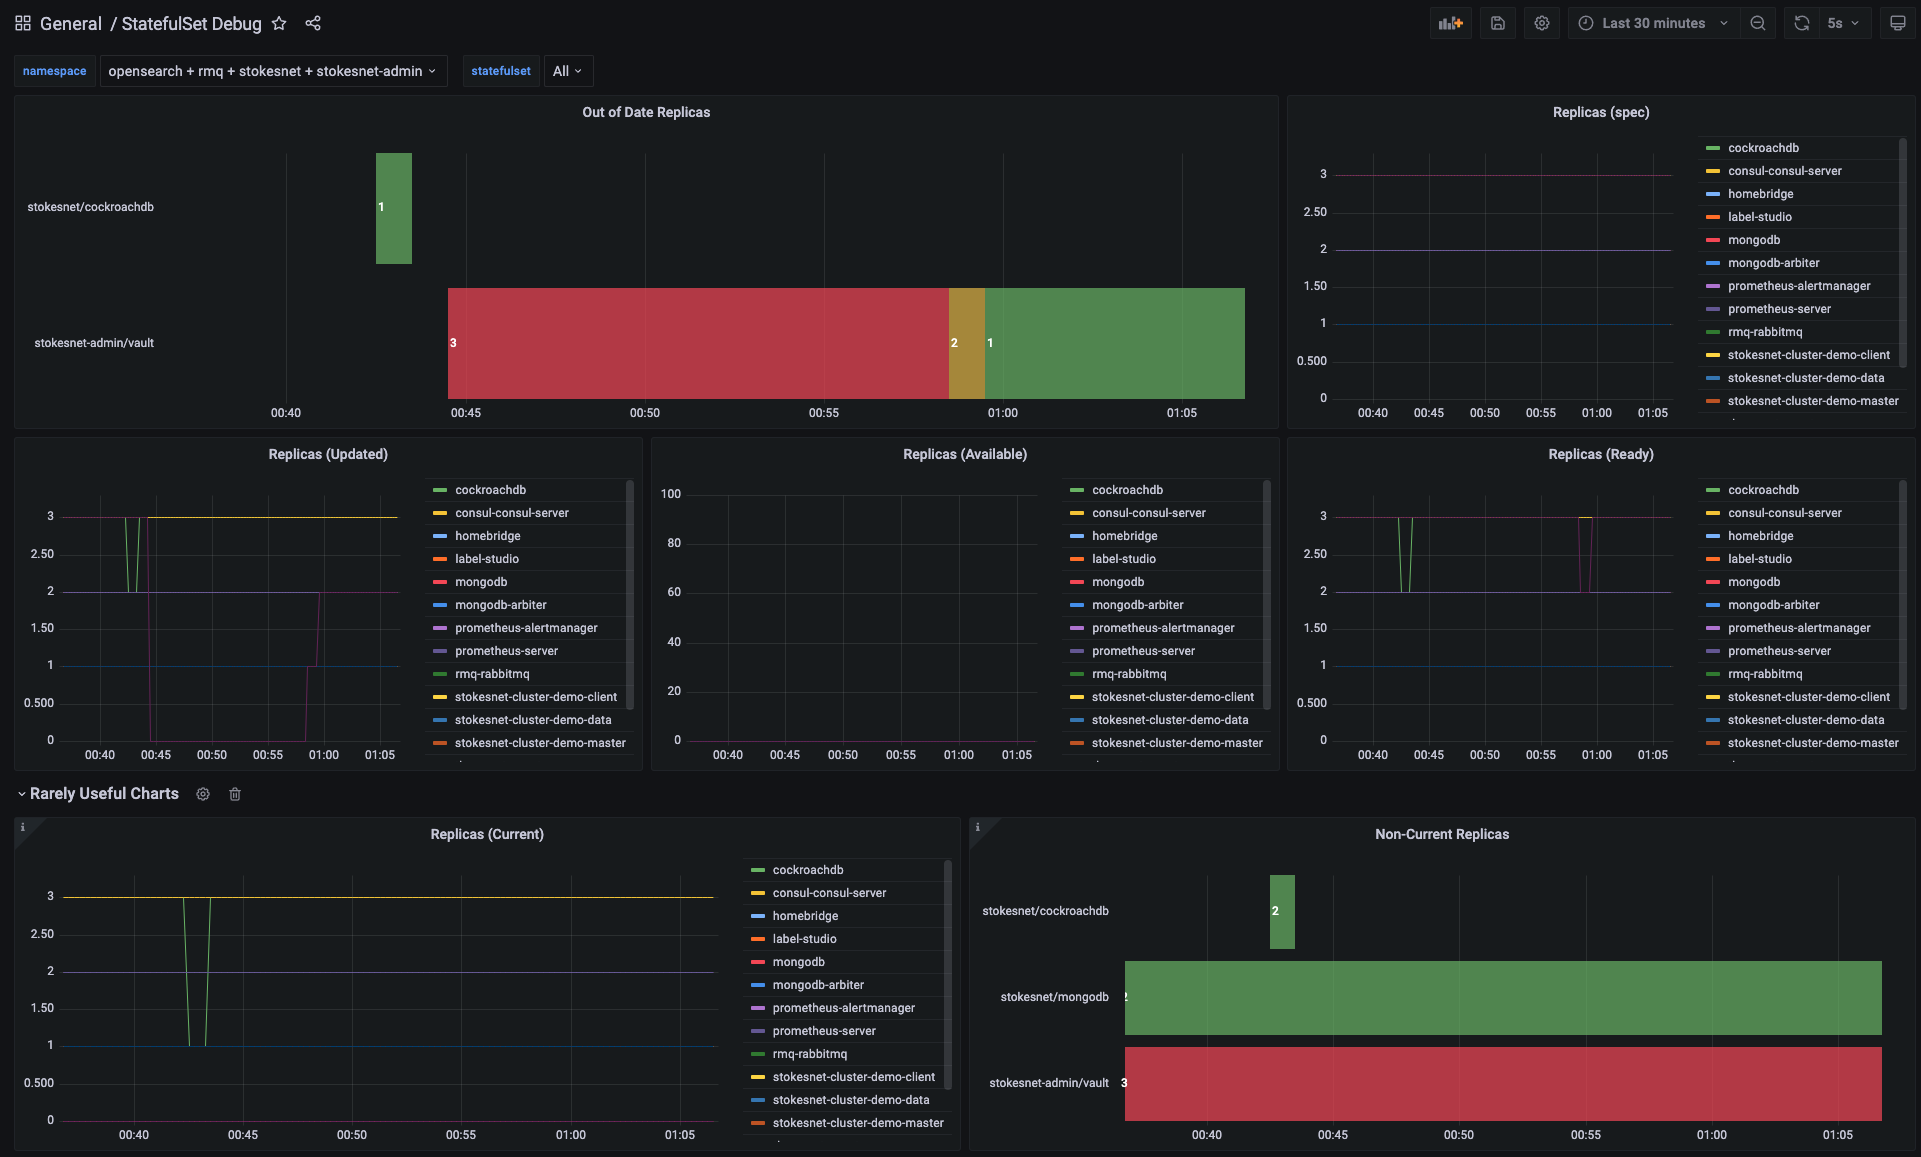 General / StatefulSet Debug
Last 30 minutes
5s
namespace opensearch + rmq + stokesnet + stokesnet-admin statefulset All
Out of Date Replicas
stokesnet/cockroachdb
1
stokesnet-admin/vault
3 2 1
00:40 00:45 00:50 00:55 01:00 01:05
Replicas (spec)
3
2.50
2
1.50
1
0.500
0
00:40 00:45 00:50 00:55 01:00 01:05
cockroachdb
consul-consul-server
homebridge
label-studio
mongodb
mongodb-arbiter
prometheus-alertmanager
prometheus-server
rmq-rabbitmq
stokesnet-cluster-demo-client
stokesnet-cluster-demo-data
stokesnet-cluster-demo-master
Replicas (Updated)
3
2.50
2
1.50
1
0.500
0
00:40 00:45 00:50 00:55 01:00 01:05
cockroachdb
consul-consul-server
homebridge
label-studio
mongodb
mongodb-arbiter
prometheus-alertmanager
prometheus-server
rmq-rabbitmq
stokesnet-cluster-demo-client
stokesnet-cluster-demo-data
stokesnet-cluster-demo-master
Replicas (Available)
100
80
60
40
20
0
00:40 00:45 00:50 00:55 01:00 01:05
cockroachdb
consul-consul-server
homebridge
label-studio
mongodb
mongodb-arbiter
prometheus-alertmanager
prometheus-server
rmq-rabbitmq
stokesnet-cluster-demo-client
stokesnet-cluster-demo-data
stokesnet-cluster-demo-master
Replicas (Ready)
3
2.50
2
1.50
1
0.500
0
00:40 00:45 00:50 00:55 01:00 01:05
cockroachdb
consul-consul-server
homebridge
label-studio
mongodb
mongodb-arbiter
prometheus-alertmanager
prometheus-server
rmq-rabbitmq
stokesnet-cluster-demo-client
stokesnet-cluster-demo-data
stokesnet-cluster-demo-master
Rarely Useful Charts
i
Replicas (Current)
3
2.50
2
1.50
1
0.500
0
00:40 00:45 00:50 00:55 01:00 01:05
cockroachdb
consul-consul-server
homebridge
label-studio
mongodb
mongodb-arbiter
prometheus-alertmanager
prometheus-server
rmq-rabbitmq
stokesnet-cluster-demo-client
stokesnet-cluster-demo-data
stokesnet-cluster-demo-master
i
Non-Current Replicas
stokesnet/cockroachdb
2
stokesnet/mongodb
2
stokesnet-admin/vault
3
00:40 00:45 00:50 00:55 01:00 01:05